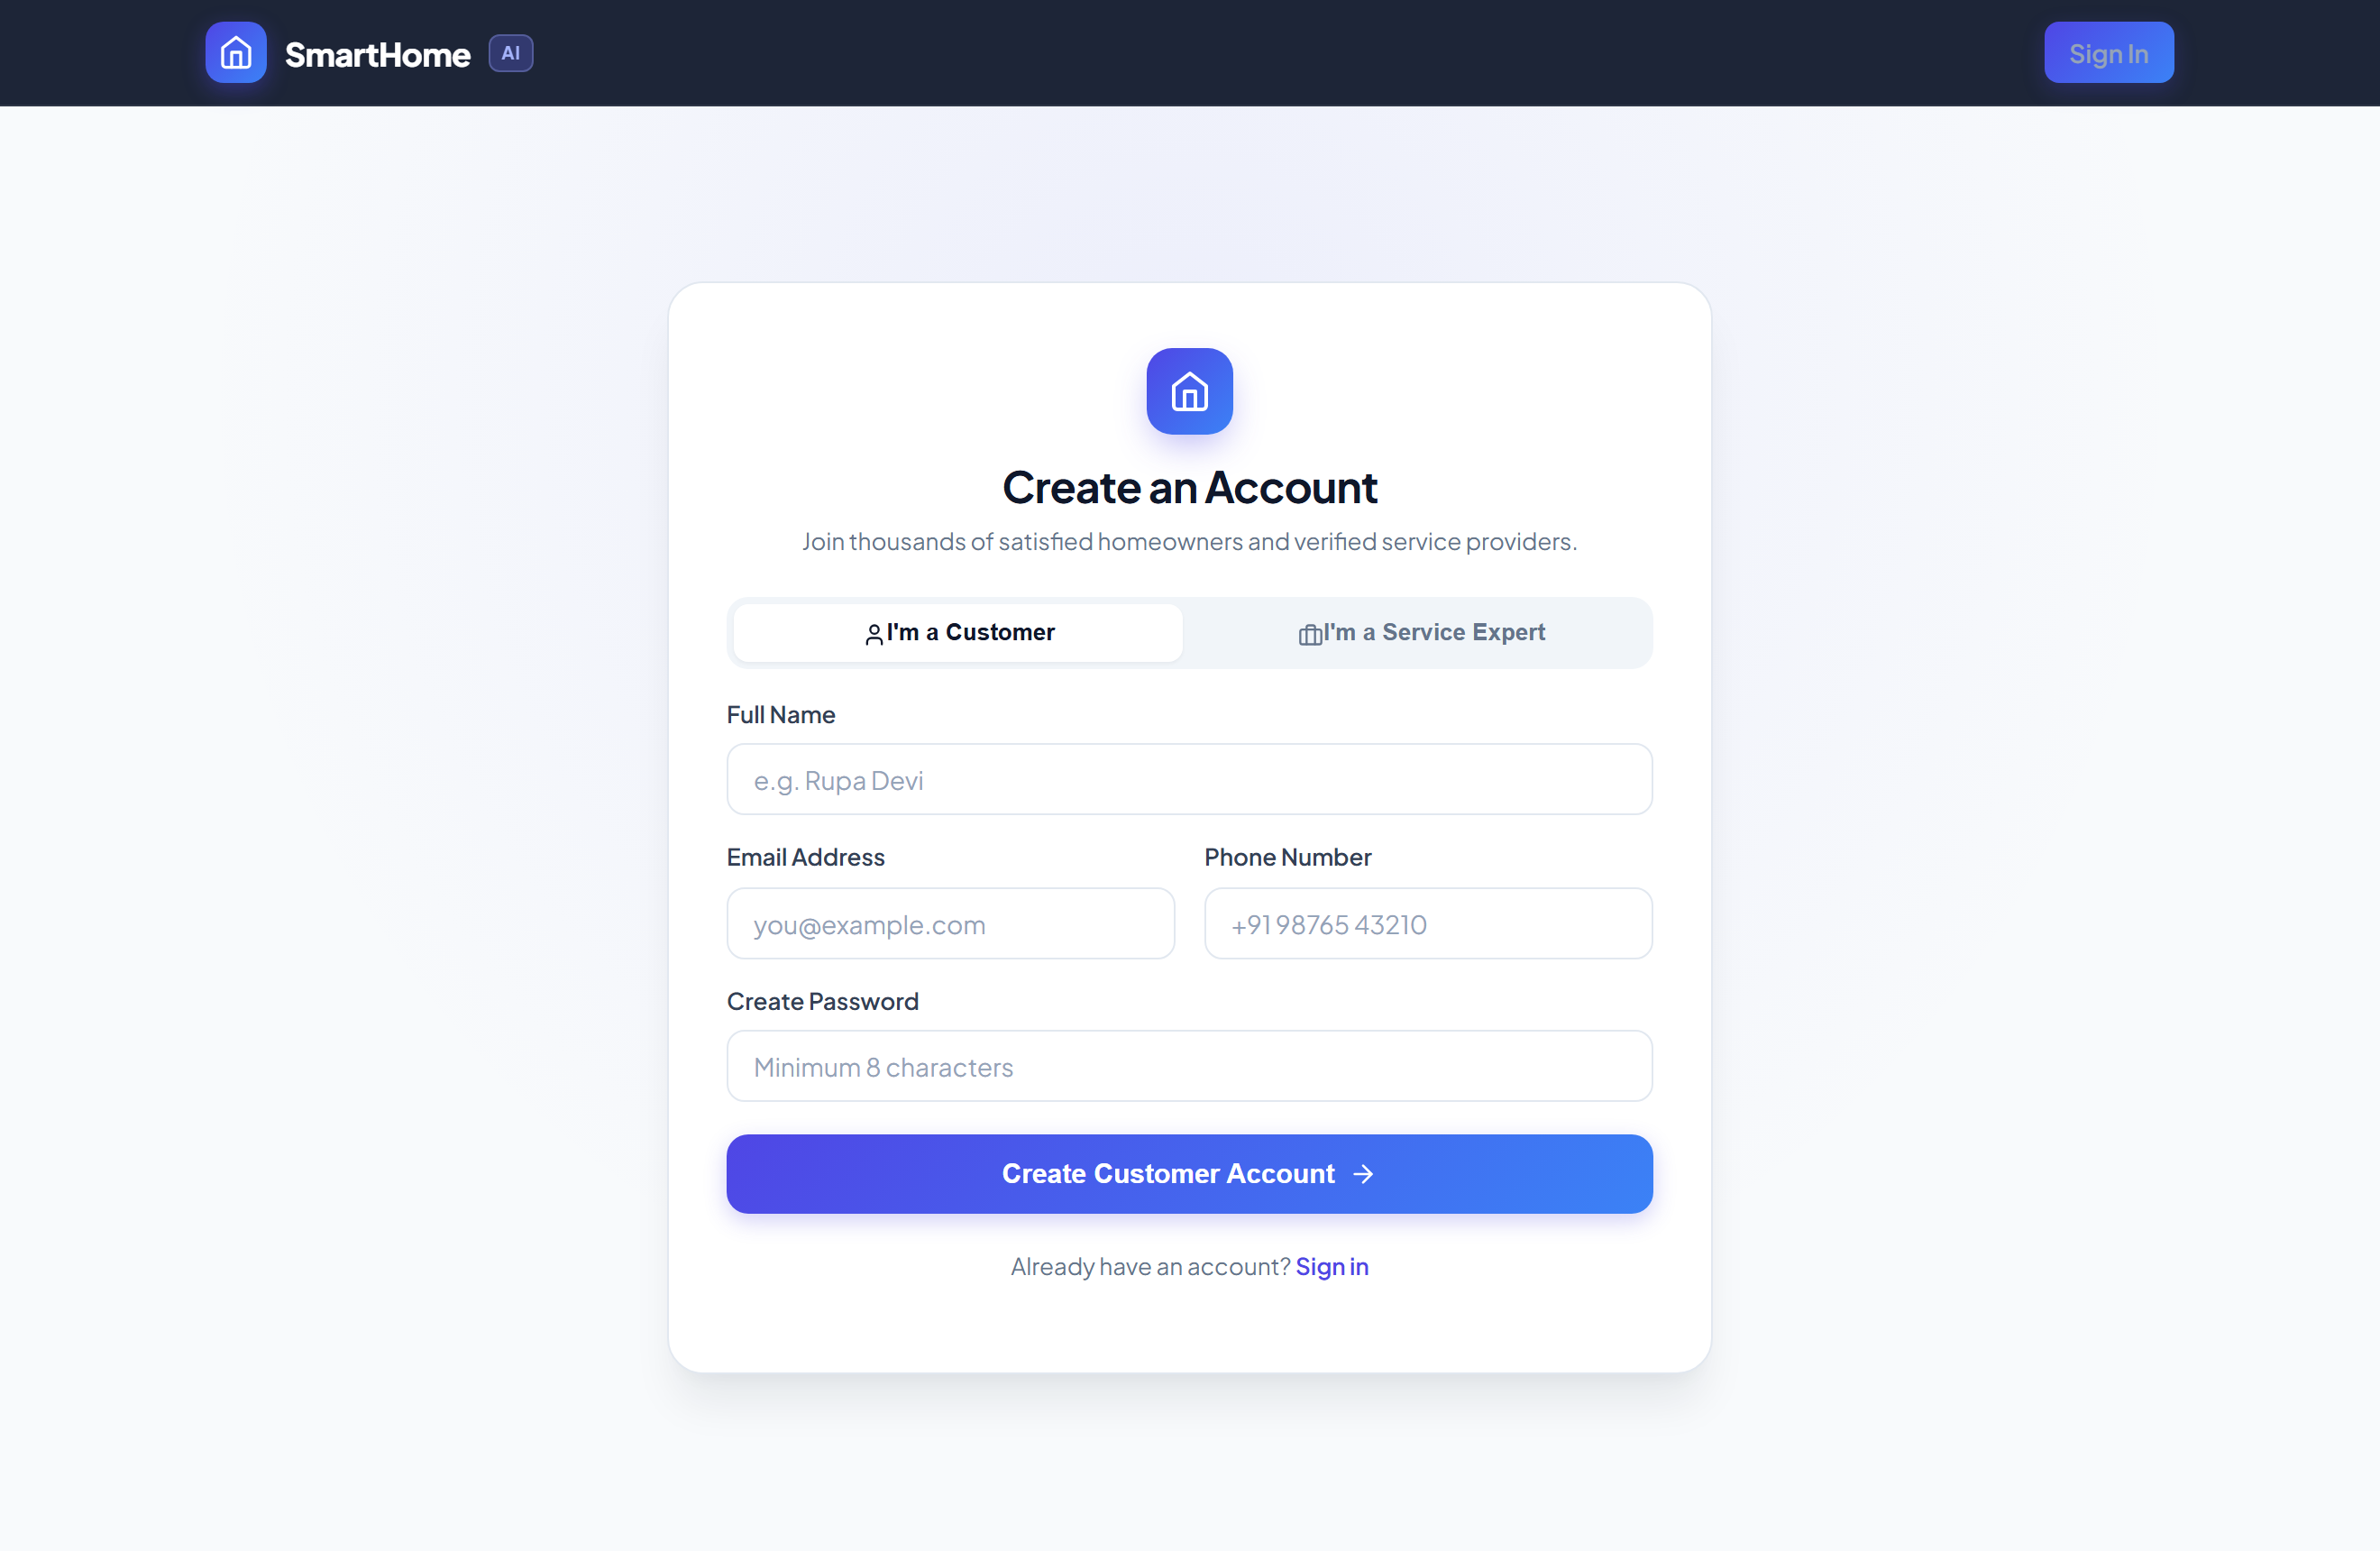 SmartHome AI
Sign In
Create an Account
Join thousands of satisfied homeowners and verified service providers.
I'm a Customer
I'm a Service Expert
Full Name
e.g. Rupa Devi
Email Address
Phone Number
you@example.com
+91 98765 43210
Create Password
Minimum 8 characters
Create Customer Account →
Already have an account? Sign in